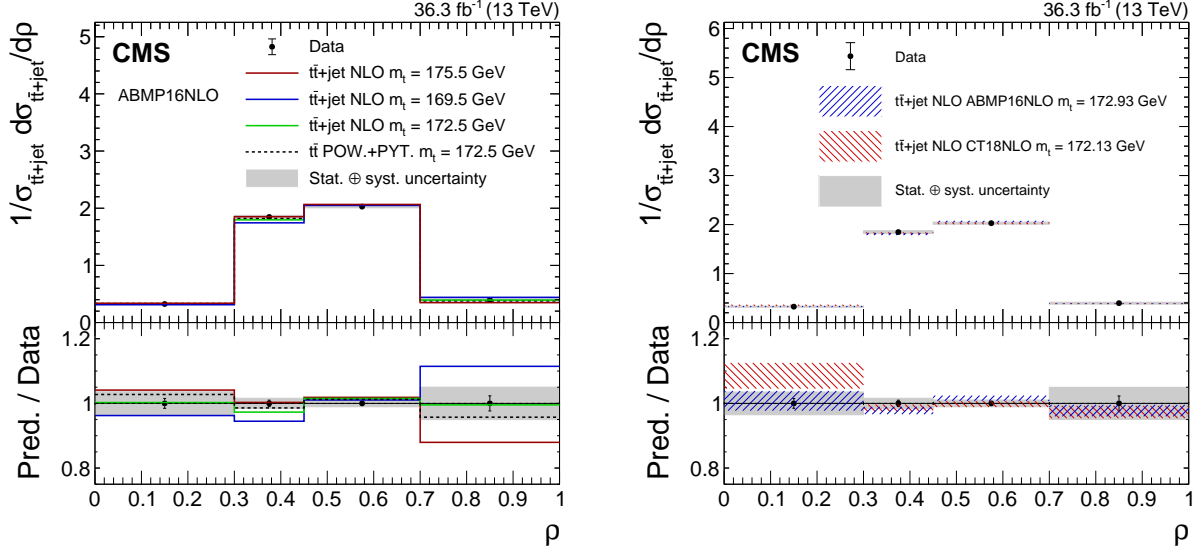 36.3 fb⁻¹ (13 TeV)
CMS
ABMP16NLO
Data
tt̄+jet NLO mₜ = 175.5 GeV
tt̄+jet NLO mₜ = 169.5 GeV
tt̄+jet NLO mₜ = 172.5 GeV
tt̄ POW.+PYT. mₜ = 172.5 GeV
Stat. ⊕ syst. uncertainty
1/σ_tt̄+jet dσ_tt̄+jet/dρ
5
4
3
2
1
0
Pred. / Data
1.2
1
0.8
0 0.1 0.2 0.3 0.4 0.5 0.6 0.7 0.8 0.9 1
ρ
36.3 fb⁻¹ (13 TeV)
CMS
Data
tt̄+jet NLO ABMP16NLO mₜ = 172.93 GeV
tt̄+jet NLO CT18NLO mₜ = 172.13 GeV
Stat. ⊕ syst. uncertainty
1/σ_tt̄+jet dσ_tt̄+jet/dρ
6
5
4
3
2
1
0
Pred. / Data
1.2
1
0.8
0 0.1 0.2 0.3 0.4 0.5 0.6 0.7 0.8 0.9 1
ρ